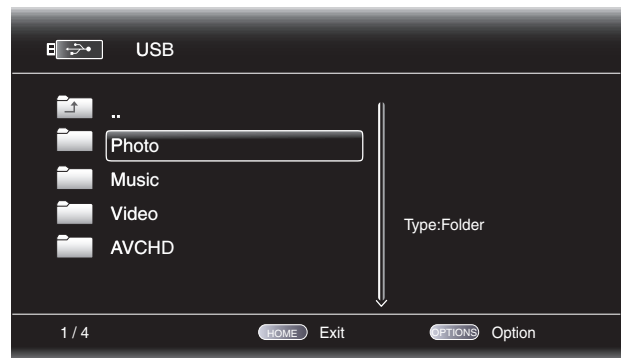 USB
..
Photo
Music
Video
Type:Folder
AVCHD
1 / 4
HOME Exit
OPTIONS Option